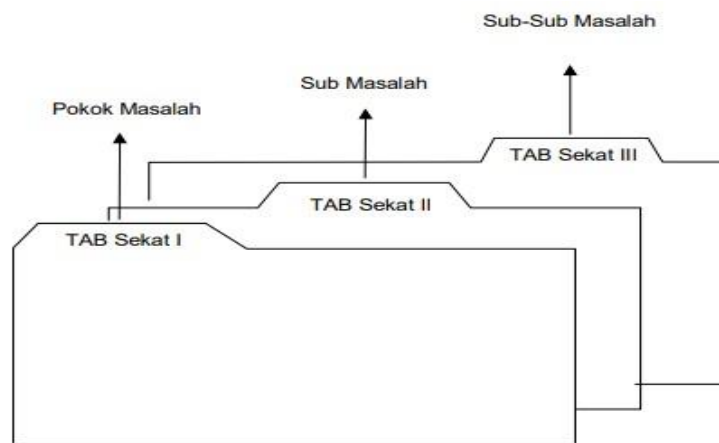 Sub-Sub Masalah
Sub Masalah
Pokok Masalah
TAB Sekat III
TAB Sekat II
TAB Sekat I